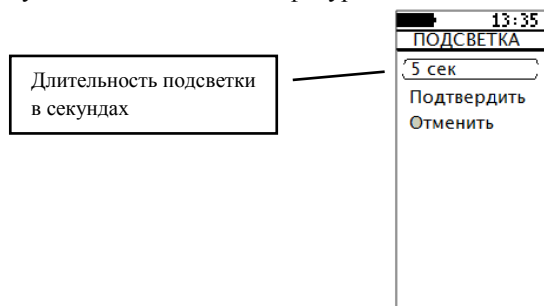 13:35
ПОДСВЕТКА
Длительность подсветки
в секундах
5 сек
Подтвердить
Отменить